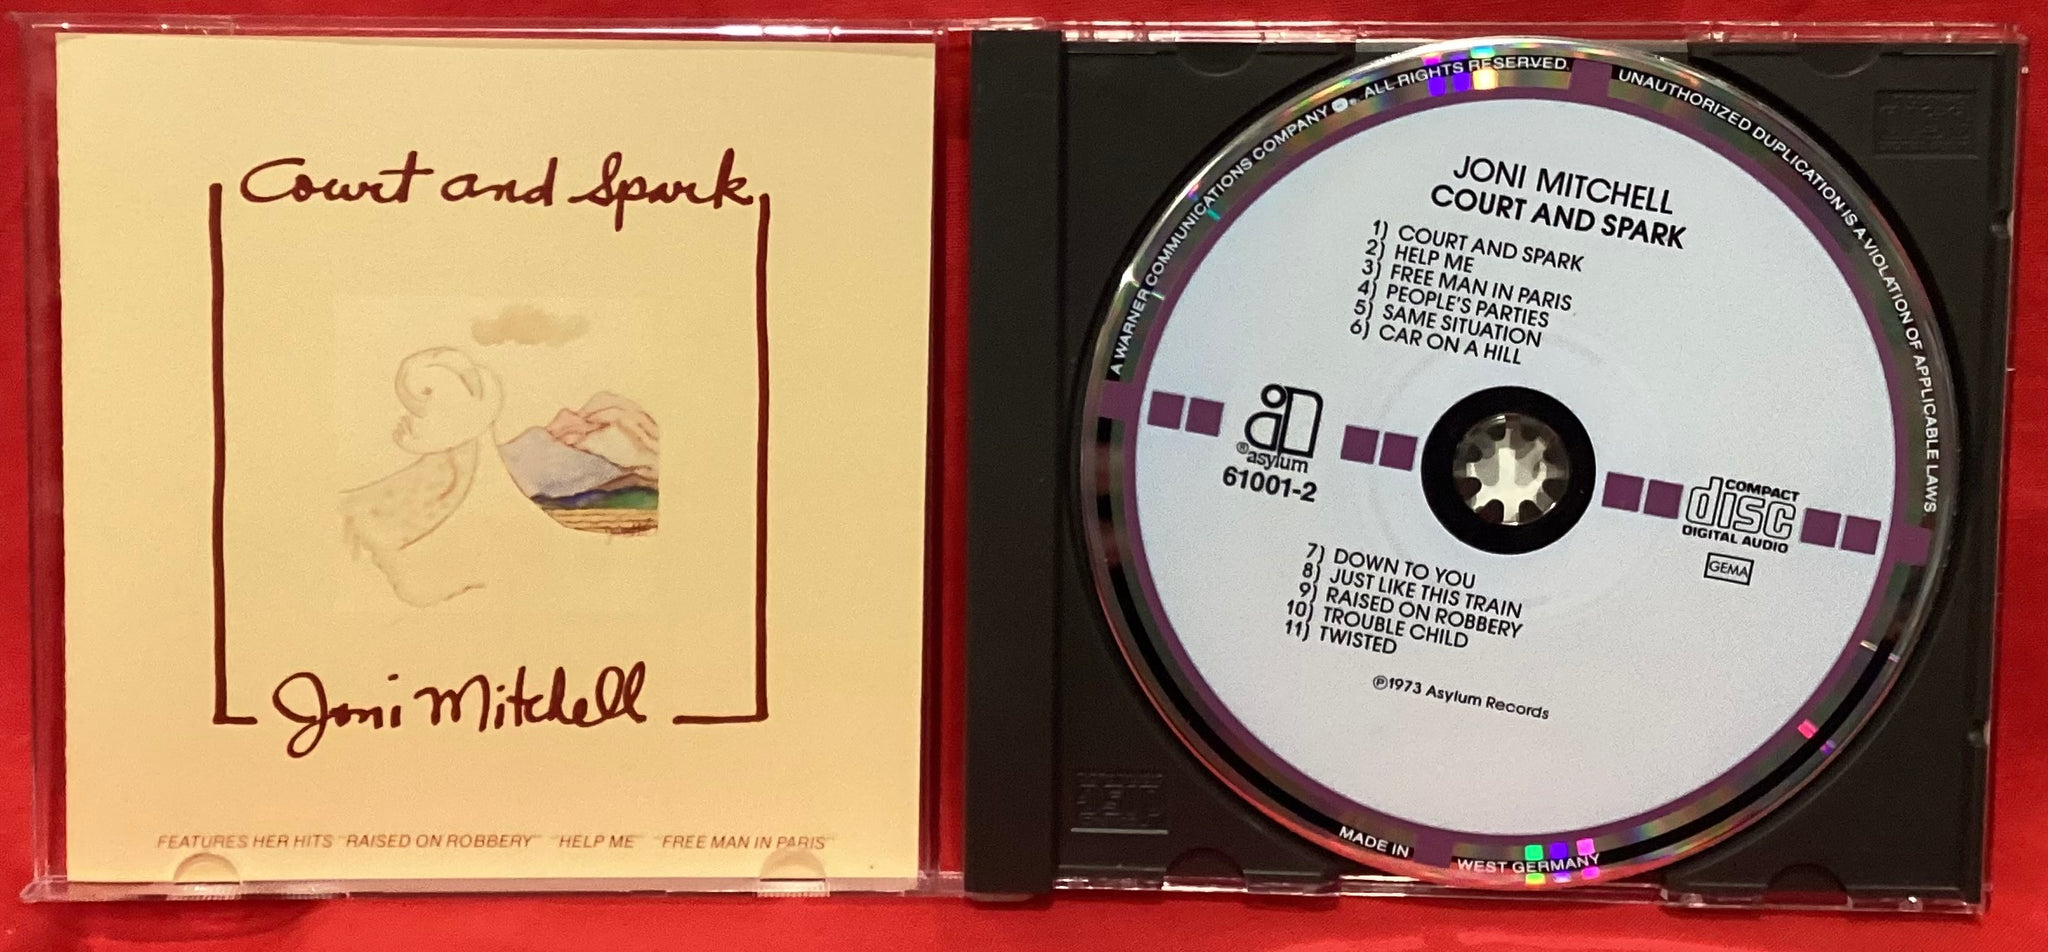 Court and Spark
Joni Mitchell
FEATURES HER HITS "RAISED ON ROBBERY" "HELP ME" "FREE MAN IN PARIS"
A WARNER COMMUNICATIONS COMPANY. ALL RIGHTS RESERVED.
UNAUTHORIZED DUPLICATION IS A VIOLATION OF APPLICABLE LAWS
JONI MITCHELL
COURT AND SPARK
1) COURT AND SPARK
2) HELP ME
3) FREE MAN IN PARIS
4) PEOPLE'S PARTIES
5) SAME SITUATION
6) CAR ON A HILL
® asylum
61001-2
COMPACT
disc
DIGITAL AUDIO
GEMA
7) DOWN TO YOU
8) JUST LIKE THIS TRAIN
9) RAISED ON ROBBERY
10) TROUBLE CHILD
11) TWISTED
℗1973 Asylum Records
MADE IN
WEST GERMANY